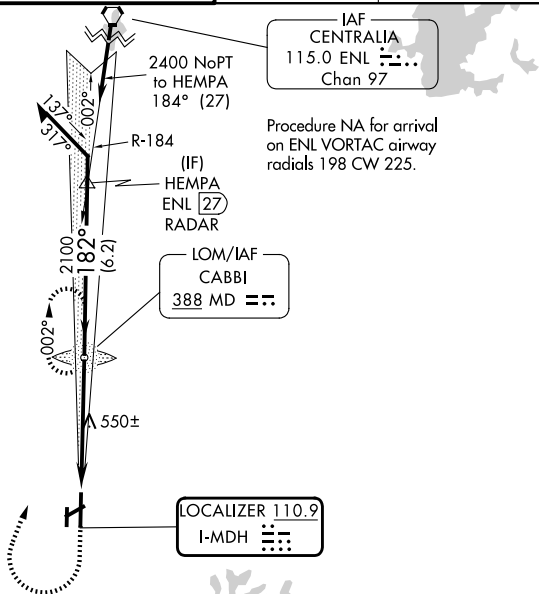 IAF
CENTRALIA
115.0 ENL
Chan 97
2400 NoPT
to HEMPA
184° (27)
Procedure NA for arrival
on ENL VORTAC airway
radials 198 CW 225.
002°
137°
317°
R-184
(IF)
HEMPA
ENL 27
RADAR
2100
182°
(6.2)
LOM/IAF
CABBI
388 MD
002°
550±
LOCALIZER 110.9
I-MDH